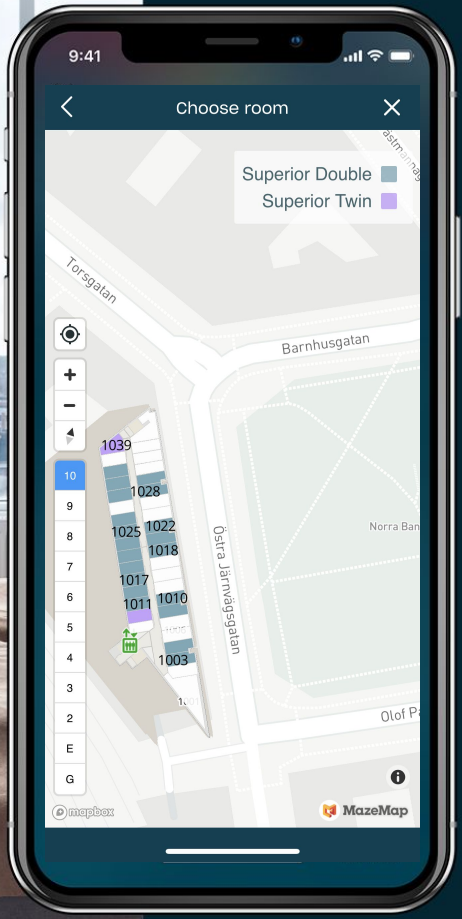 9:41
Choose room
Superior Double
Superior Twin
Torsgatan
Barnhusgatan
Östra Järnvägsgatan
Norra Ban
Olof Pa
1039
1028
1025
1022
1018
1017
1011
1010
1003
10
9
8
7
6
5
4
3
2
E
G
mapbox
MazeMap